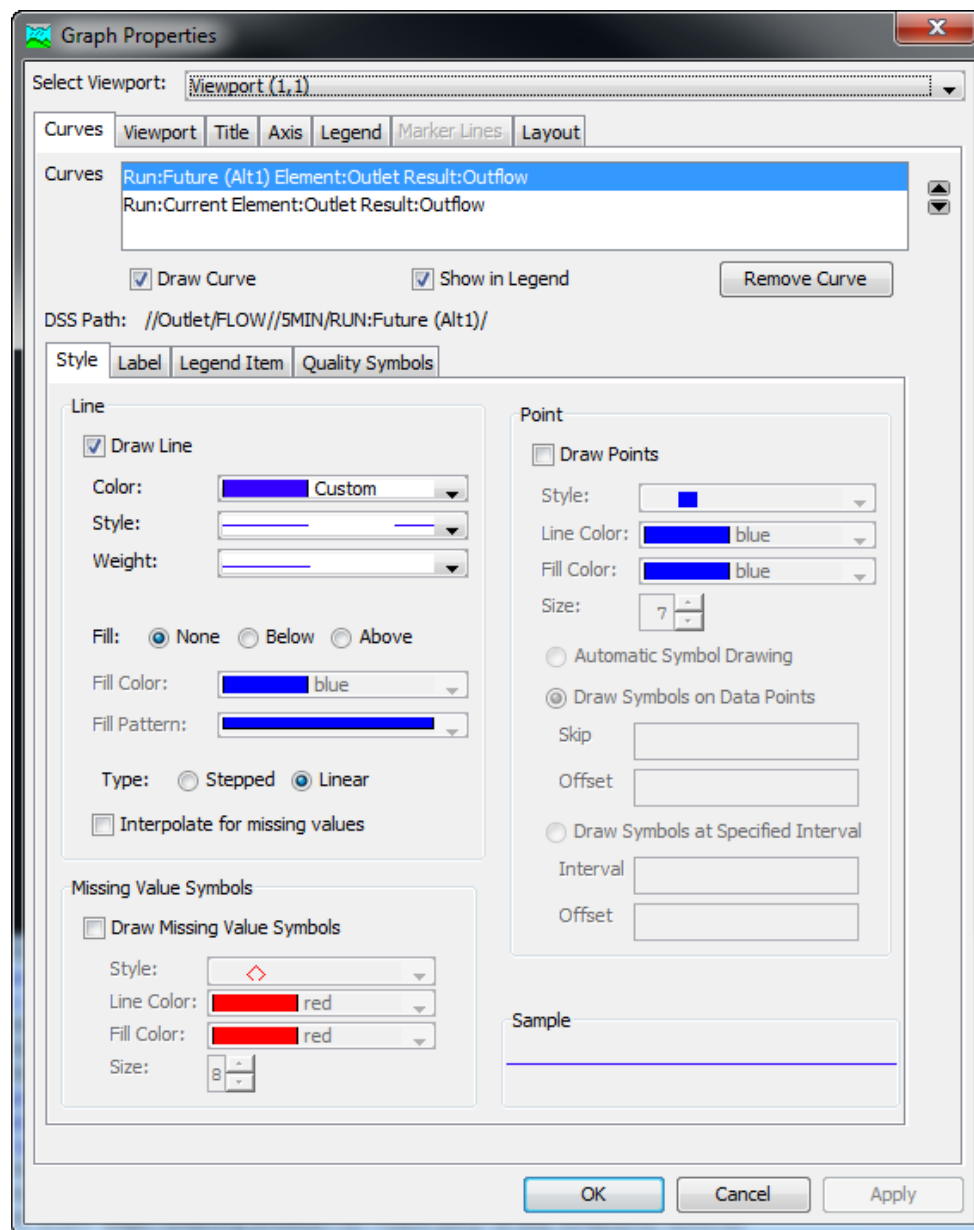 Graph Properties
Select Viewport: Viewport (1,1)
Curves Viewport Title Axis Legend Marker Lines Layout
Curves Run:Future (Alt1) Element:Outlet Result:Outflow
Run:Current Element:Outlet Result:Outflow
Draw Curve Show in Legend Remove Curve
DSS Path: //Outlet/FLOW//5MIN/RUN:Future (Alt1)/
Style Label Legend Item Quality Symbols
Line
Draw Line
Color: Custom
Style:
Weight:
Fill: None Below Above
Fill Color: blue
Fill Pattern:
Type: Stepped Linear
Interpolate for missing values
Missing Value Symbols
Draw Missing Value Symbols
Style:
Line Color: red
Fill Color: red
Size: 8
Point
Draw Points
Style:
Line Color: blue
Fill Color: blue
Size: 7
Automatic Symbol Drawing
Draw Symbols on Data Points
Skip
Offset
Draw Symbols at Specified Interval
Interval
Offset
Sample
OK Cancel Apply